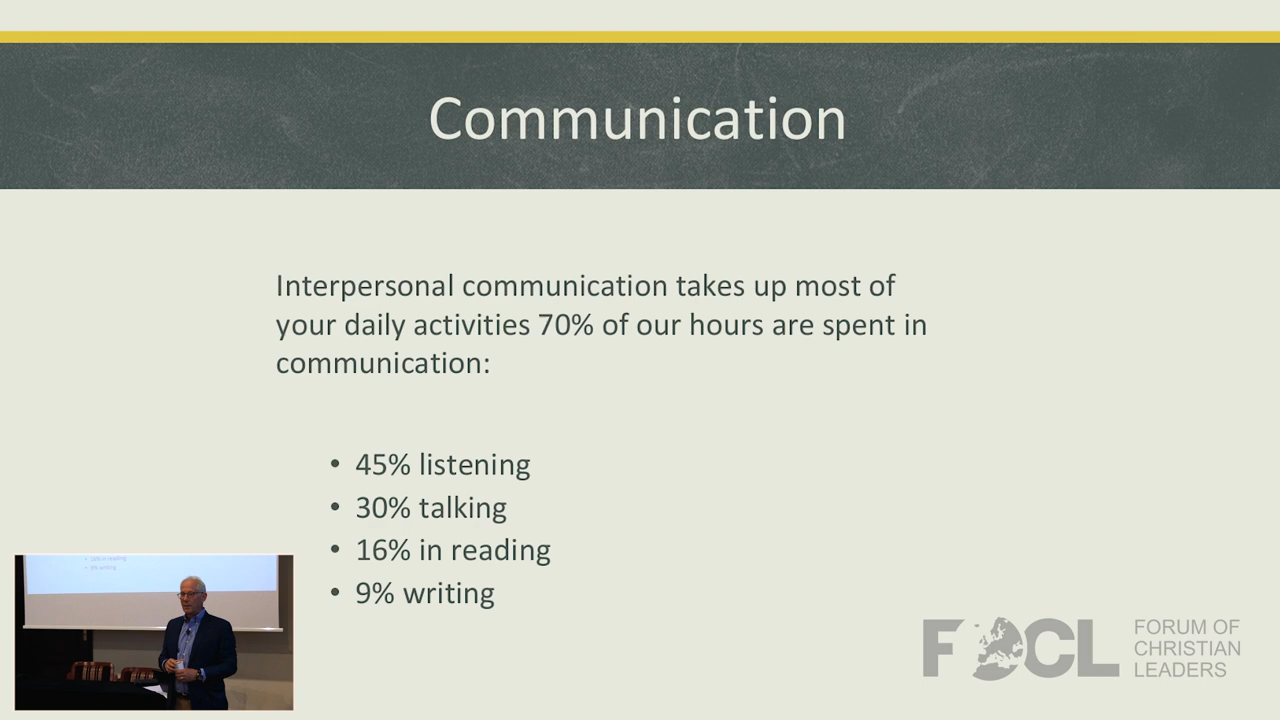 Communication
Interpersonal communication takes up most of
your daily activities 70% of our hours are spent in
communication:
• 45% listening
• 30% talking
• 16% in reading
• 9% writing
FOCL
FORUM OF
CHRISTIAN
LEADERS